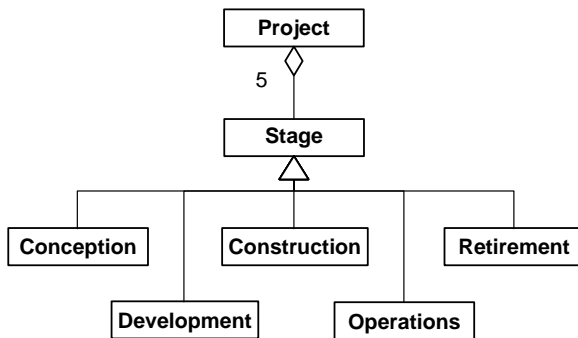 Project
5
Stage
Conception
Construction
Retirement
Development
Operations